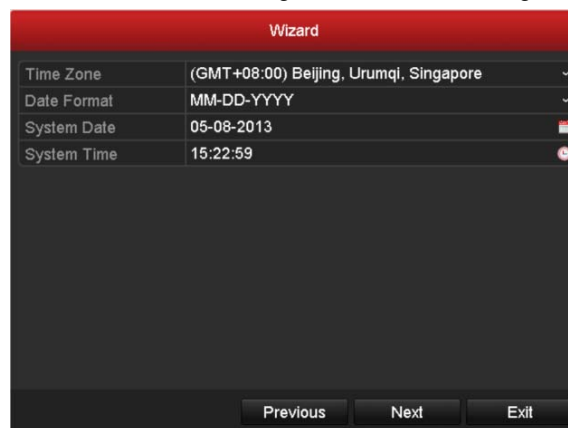 Wizard
Time Zone (GMT+08:00) Beijing, Urumqi, Singapore
Date Format MM-DD-YYYY
System Date 05-08-2013
System Time 15:22:59
Previous Next Exit